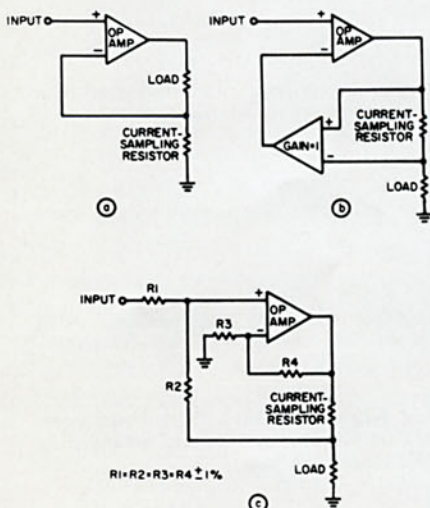 INPUT
+
OP
AMP
-
LOAD
CURRENT-
SAMPLING
RESISTOR
a
INPUT
+
OP
AMP
-
+
GAIN=1
-
CURRENT-
SAMPLING
RESISTOR
LOAD
b
INPUT
R1
+
OP
AMP
-
R3
R4
R2
CURRENT-
SAMPLING
RESISTOR
LOAD
R1=R2=R3=R4 ± 1%
c